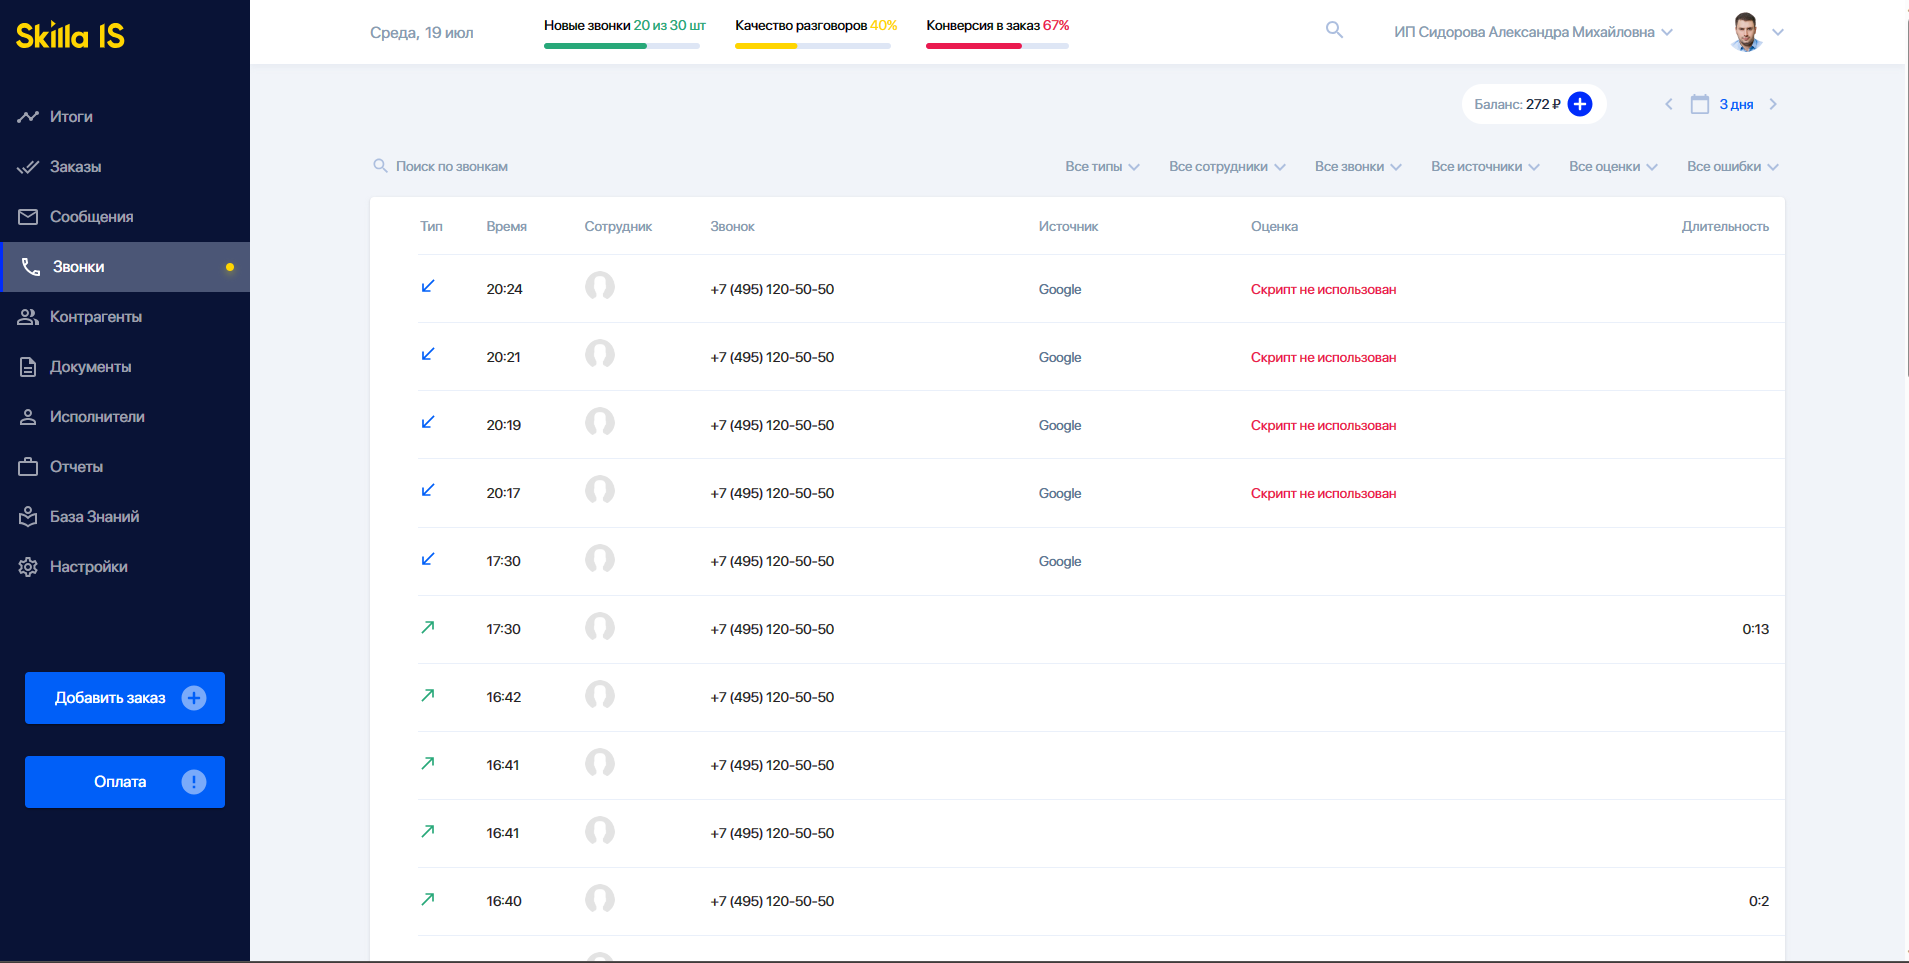 Skilla IS
Среда, 19 июл
Новые звонки 20 из 30 шт
Качество разговоров 40%
Конверсия в заказ 67%
ИП Сидорова Александра Михайловна
Итоги
Заказы
Сообщения
Звонки
Контрагенты
Документы
Исполнители
Отчеты
База Знаний
Настройки
Добавить заказ
Оплата
Баланс: 272 ₽
3 дня
Поиск по звонкам
Все типы Все сотрудники Все звонки Все источники Все оценки Все ошибки
Тип Время Сотрудник Звонок Источник Оценка Длительность
20:24 +7 (495) 120-50-50 Google Скрипт не использован
20:21 +7 (495) 120-50-50 Google Скрипт не использован
20:19 +7 (495) 120-50-50 Google Скрипт не использован
20:17 +7 (495) 120-50-50 Google Скрипт не использован
17:30 +7 (495) 120-50-50 Google
17:30 +7 (495) 120-50-50 0:13
16:42 +7 (495) 120-50-50
16:41 +7 (495) 120-50-50
16:41 +7 (495) 120-50-50
16:40 +7 (495) 120-50-50 0:2